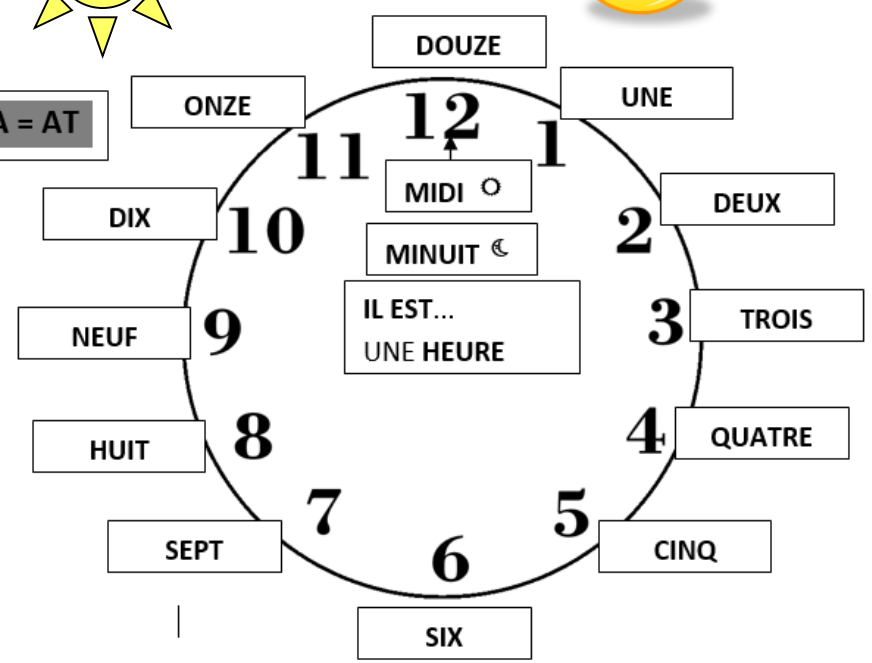 DOUZE
ONZE
UNE
À = AT
12
11
1
MIDI
DIX
10
2
DEUX
MINUIT
IL EST...
UNE HEURE
NEUF
9
3
TROIS
HUIT
8
4
QUATRE
7
5
SEPT
6
CINQ
SIX